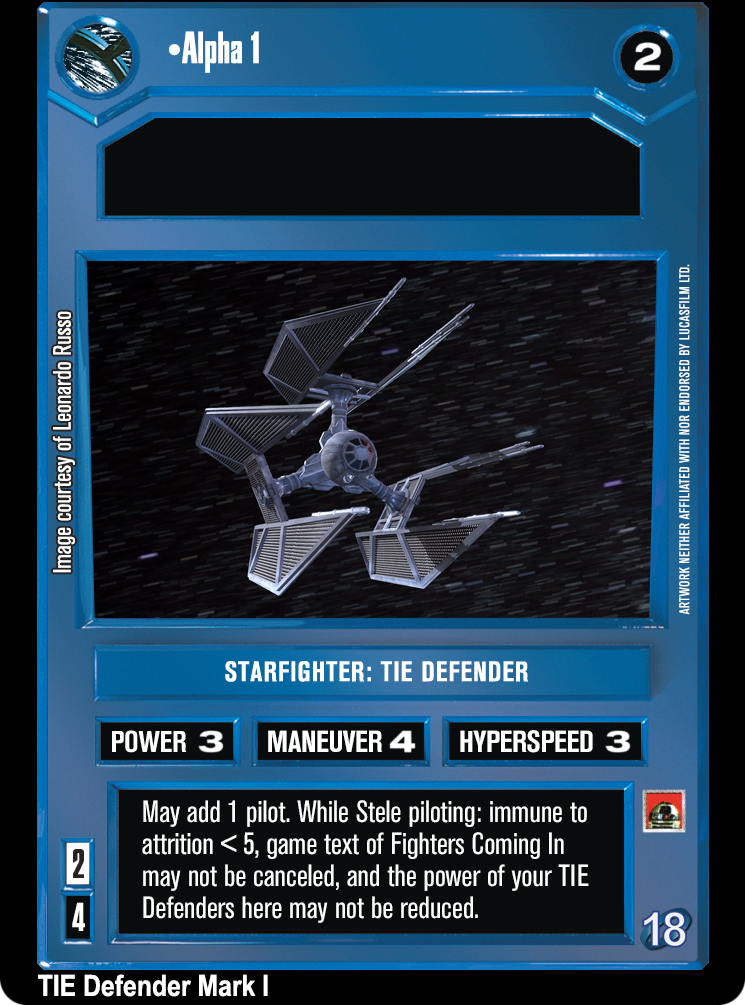 •Alpha 1
2
Image courtesy of Leonardo Russo
ARTWORK NEITHER AFFILIATED WITH NOR ENDORSED BY LUCASFILM LTD.
STARFIGHTER: TIE DEFENDER
POWER 3
MANEUVER 4
HYPERSPEED 3
May add 1 pilot. While Stele piloting: immune to
attrition < 5, game text of Fighters Coming In
may not be canceled, and the power of your TIE
Defenders here may not be reduced.
2
4
18
TIE Defender Mark I